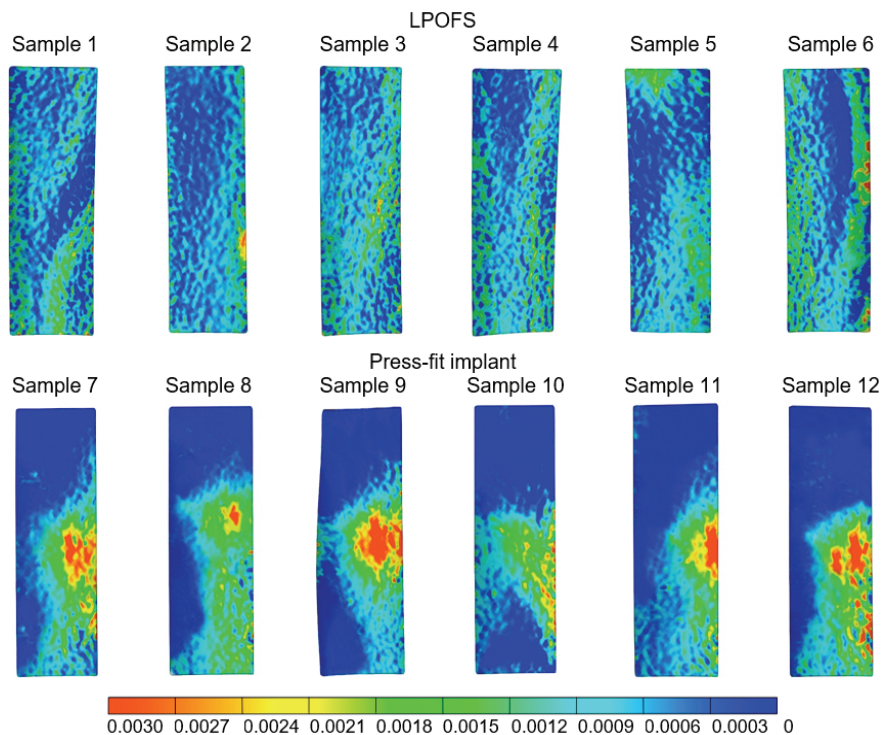 LPOFS
Sample 1 Sample 2 Sample 3 Sample 4 Sample 5 Sample 6
Press-fit implant
Sample 7 Sample 8 Sample 9 Sample 10 Sample 11 Sample 12
0.0030 0.0027 0.0024 0.0021 0.0018 0.0015 0.0012 0.0009 0.0006 0.0003 0